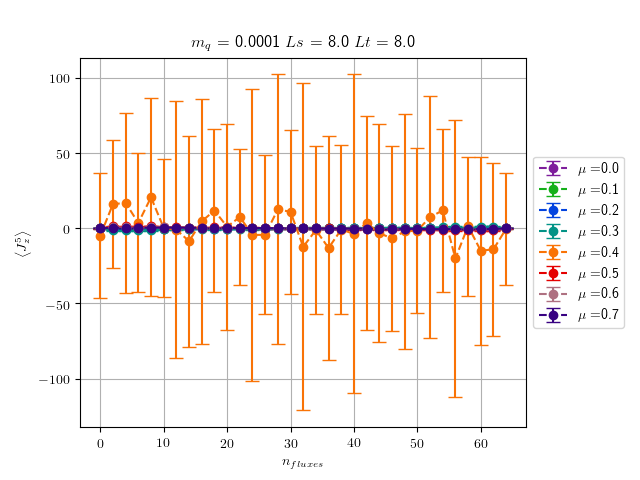 m_q = 0.0001 Ls = 8.0 Lt = 8.0
100
50
0
−50
−100
⟨J_z^5⟩
0 10 20 30 40 50 60
n_{fluxes}
μ =0.0
μ =0.1
μ =0.2
μ =0.3
μ =0.4
μ =0.5
μ =0.6
μ =0.7